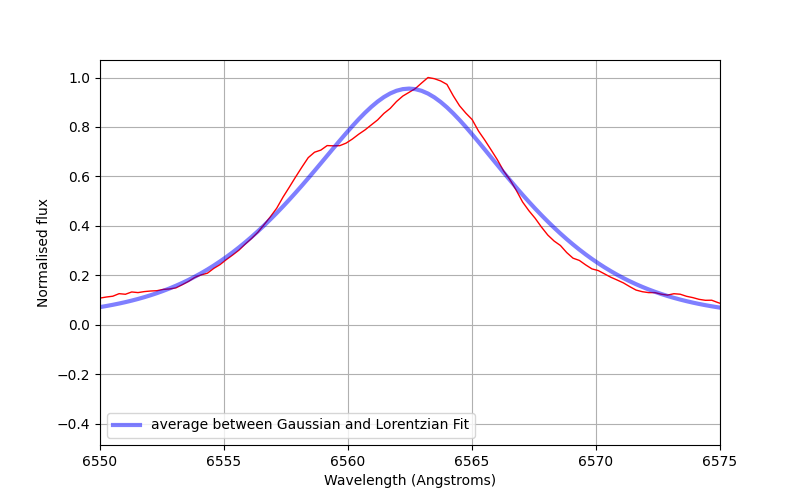 1.0
0.8
0.6
0.4
0.2
0.0
−0.2
−0.4
Normalised flux
average between Gaussian and Lorentzian Fit
6550 6555 6560 6565 6570 6575
Wavelength (Angstroms)